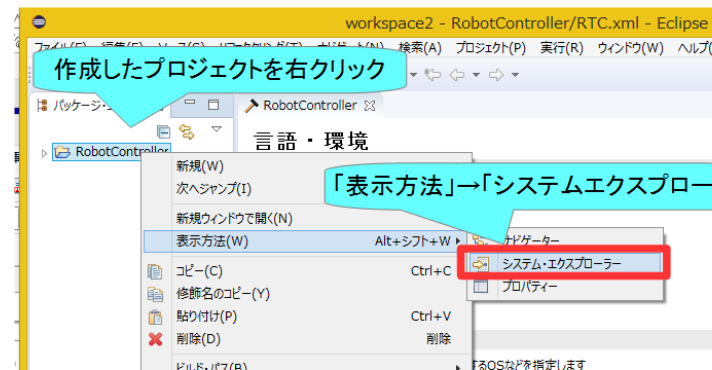 workspace2 - RobotController/RTC.xml - Eclipse
検索(A) プロジェクト(P) 実行(R) ウィンドウ(W) ヘルプ(
作成したプロジェクトを右クリック
パッケージ・
RobotController
言語・環境
RobotController
新規(W)
次へジャンプ(I)
「表示方法」→「システムエクスプロー
新規ウィンドウで開く(N)
表示方法(W) Alt+シフト+W
ナビゲーター
システム・エクスプローラー
プロパティー
コピー(C) Ctrl+C
修飾名のコピー(Y)
貼り付け(P) Ctrl+V
削除(D) 削除
ビルド・パス(B)
するOSなどを指定します